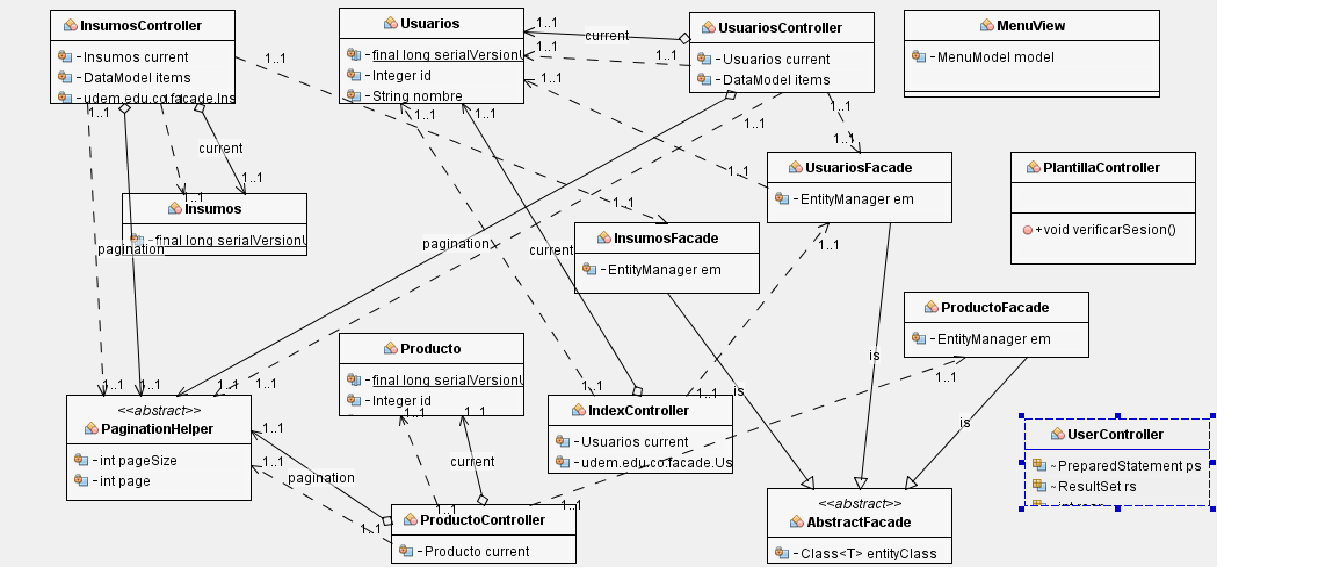 InsumosController
- Insumos current
- DataModel items
- udem.edu.co.facade.Ins
Usuarios
- final long serialVersionU
- Integer id
- String nombre
UsuariosController
- Usuarios current
- DataModel items
MenuView
- MenuModel model
1..1
current
1..1
1..1
1..1
1..1
1..1
1..1
1..1
1..1
1..1
1..1
current
1..1
1..1
1..1
UsuariosFacade
- EntityManager em
PlantillaController
+void verificarSesion()
Insumos
- final long serialVersionU
1..1
InsumosFacade
- EntityManager em
pagination
pagination
current
1..1
ProductoFacade
- EntityManager em
Producto
- final long serialVersionU
- Integer id
is
is
1..1
1..1
1..1
1..1
1..1
1..1
1..1
1..1
<<abstract>>
PaginationHelper
- int pageSize
- int page
1..1
1..1
IndexController
- Usuarios current
- udem.edu.co.facade.Us
1..1
1..1
is
UserController
~PreparedStatement ps
~ResultSet rs
pagination
current
1..1
1..1
1..1
ProductoController
- Producto current
<<abstract>>
AbstractFacade
- Class<T> entityClass